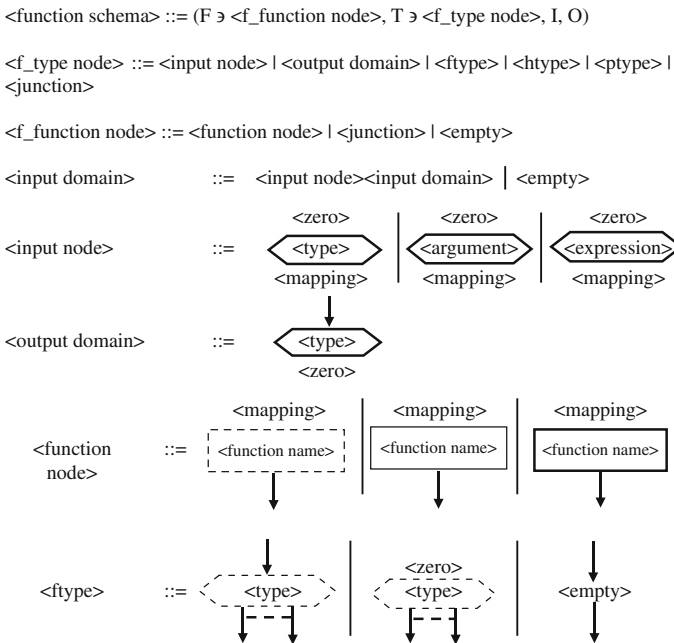 <function schema> ::= (F ϶ <f_function node>, T ϶ <f_type node>, I, O)
<f_type node> ::= <input node> | <output domain> | <ftype> | <htype> | <ptype> |
<junction>
<f_function node> ::= <function node> | <junction> | <empty>
<input domain> ::= <input node><input domain> | <empty>
<zero> <zero> <zero>
<input node> ::= <type> <argument> <expression>
<mapping> <mapping> <mapping>
<output domain> ::= <type>
<zero>
<mapping> <mapping> <mapping>
<function
node> ::= <function name> <function name> <function name>
<zero>
<ftype> ::= <type> <type> <empty>